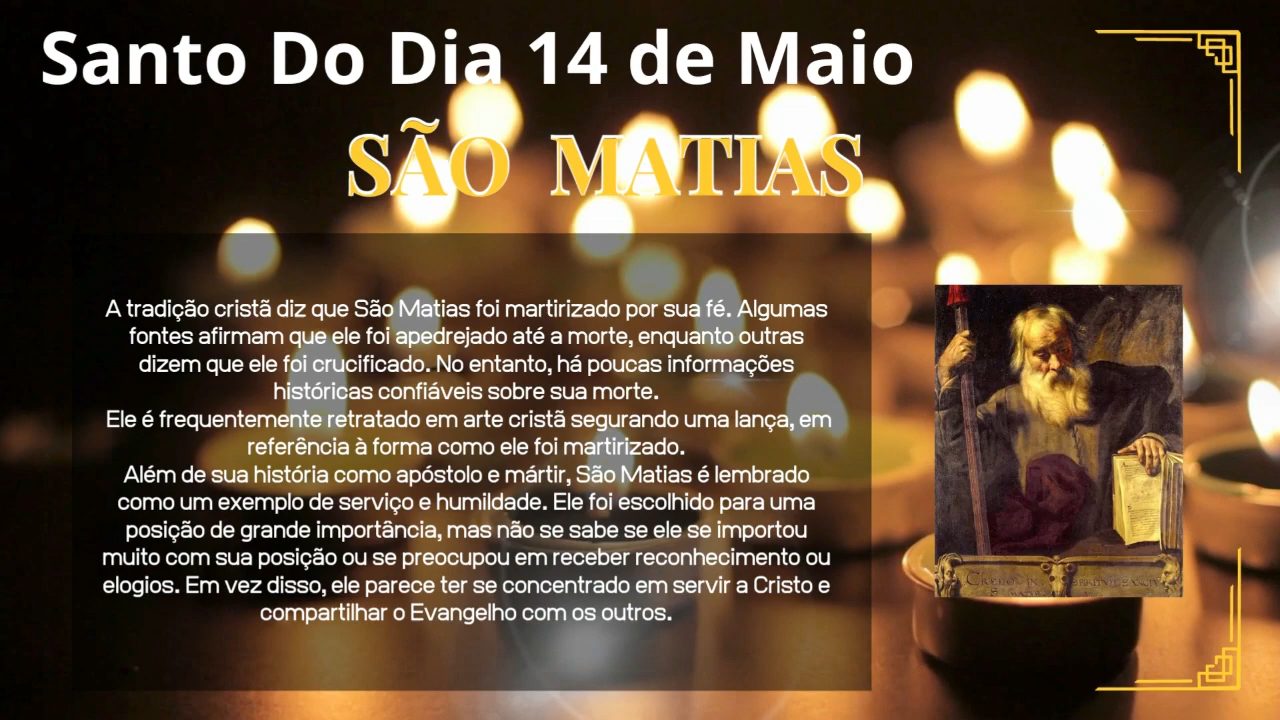 Santo Do Dia 14 de Maio
SÃO MATIAS
A tradição cristã diz que São Matias foi martirizado por sua fé. Algumas
fontes afirmam que ele foi apedrejado até a morte, enquanto outras
dizem que ele foi crucificado. No entanto, há poucas informações
históricas confiáveis sobre sua morte.
Ele é frequentemente retratado em arte cristã segurando uma lança, em
referência à forma como ele foi martirizado.
Além de sua história como apóstolo e mártir, São Matias é lembrado
como um exemplo de serviço e humildade. Ele foi escolhido para uma
posição de grande importância, mas não se sabe se ele se importou
muito com sua posição ou se preocupou em receber reconhecimento ou
elogios. Em vez disso, ele parece ter se concentrado em servir a Cristo e
compartilhar o Evangelho com os outros.
CREDO IN SPIRITVM SANCTV